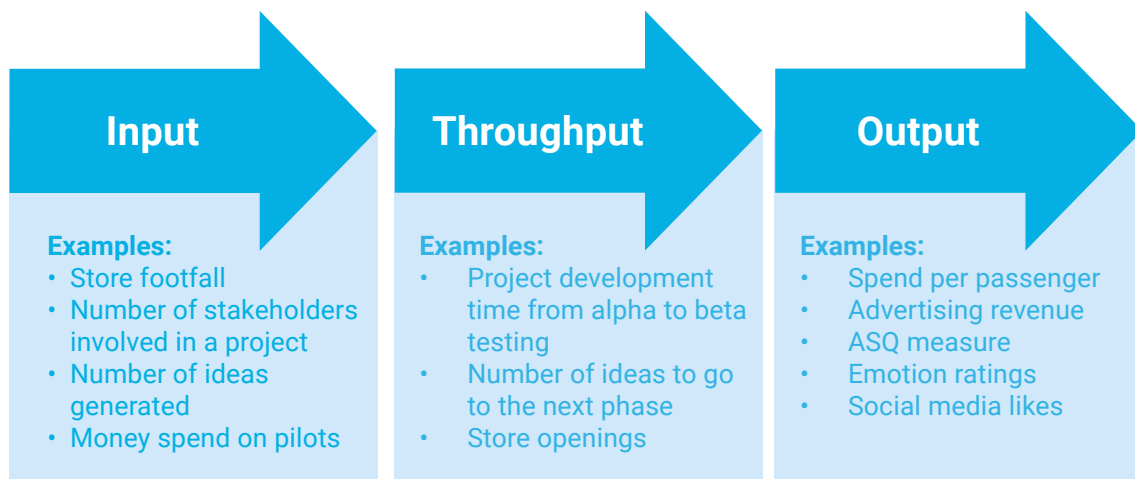 Input
Examples:
• Store footfall
• Number of stakeholders
involved in a project
• Number of ideas
generated
• Money spend on pilots
Throughput
Examples:
• Project development
time from alpha to beta
testing
• Number of ideas to go
to the next phase
• Store openings
Output
Examples:
• Spend per passenger
• Advertising revenue
• ASQ measure
• Emotion ratings
• Social media likes